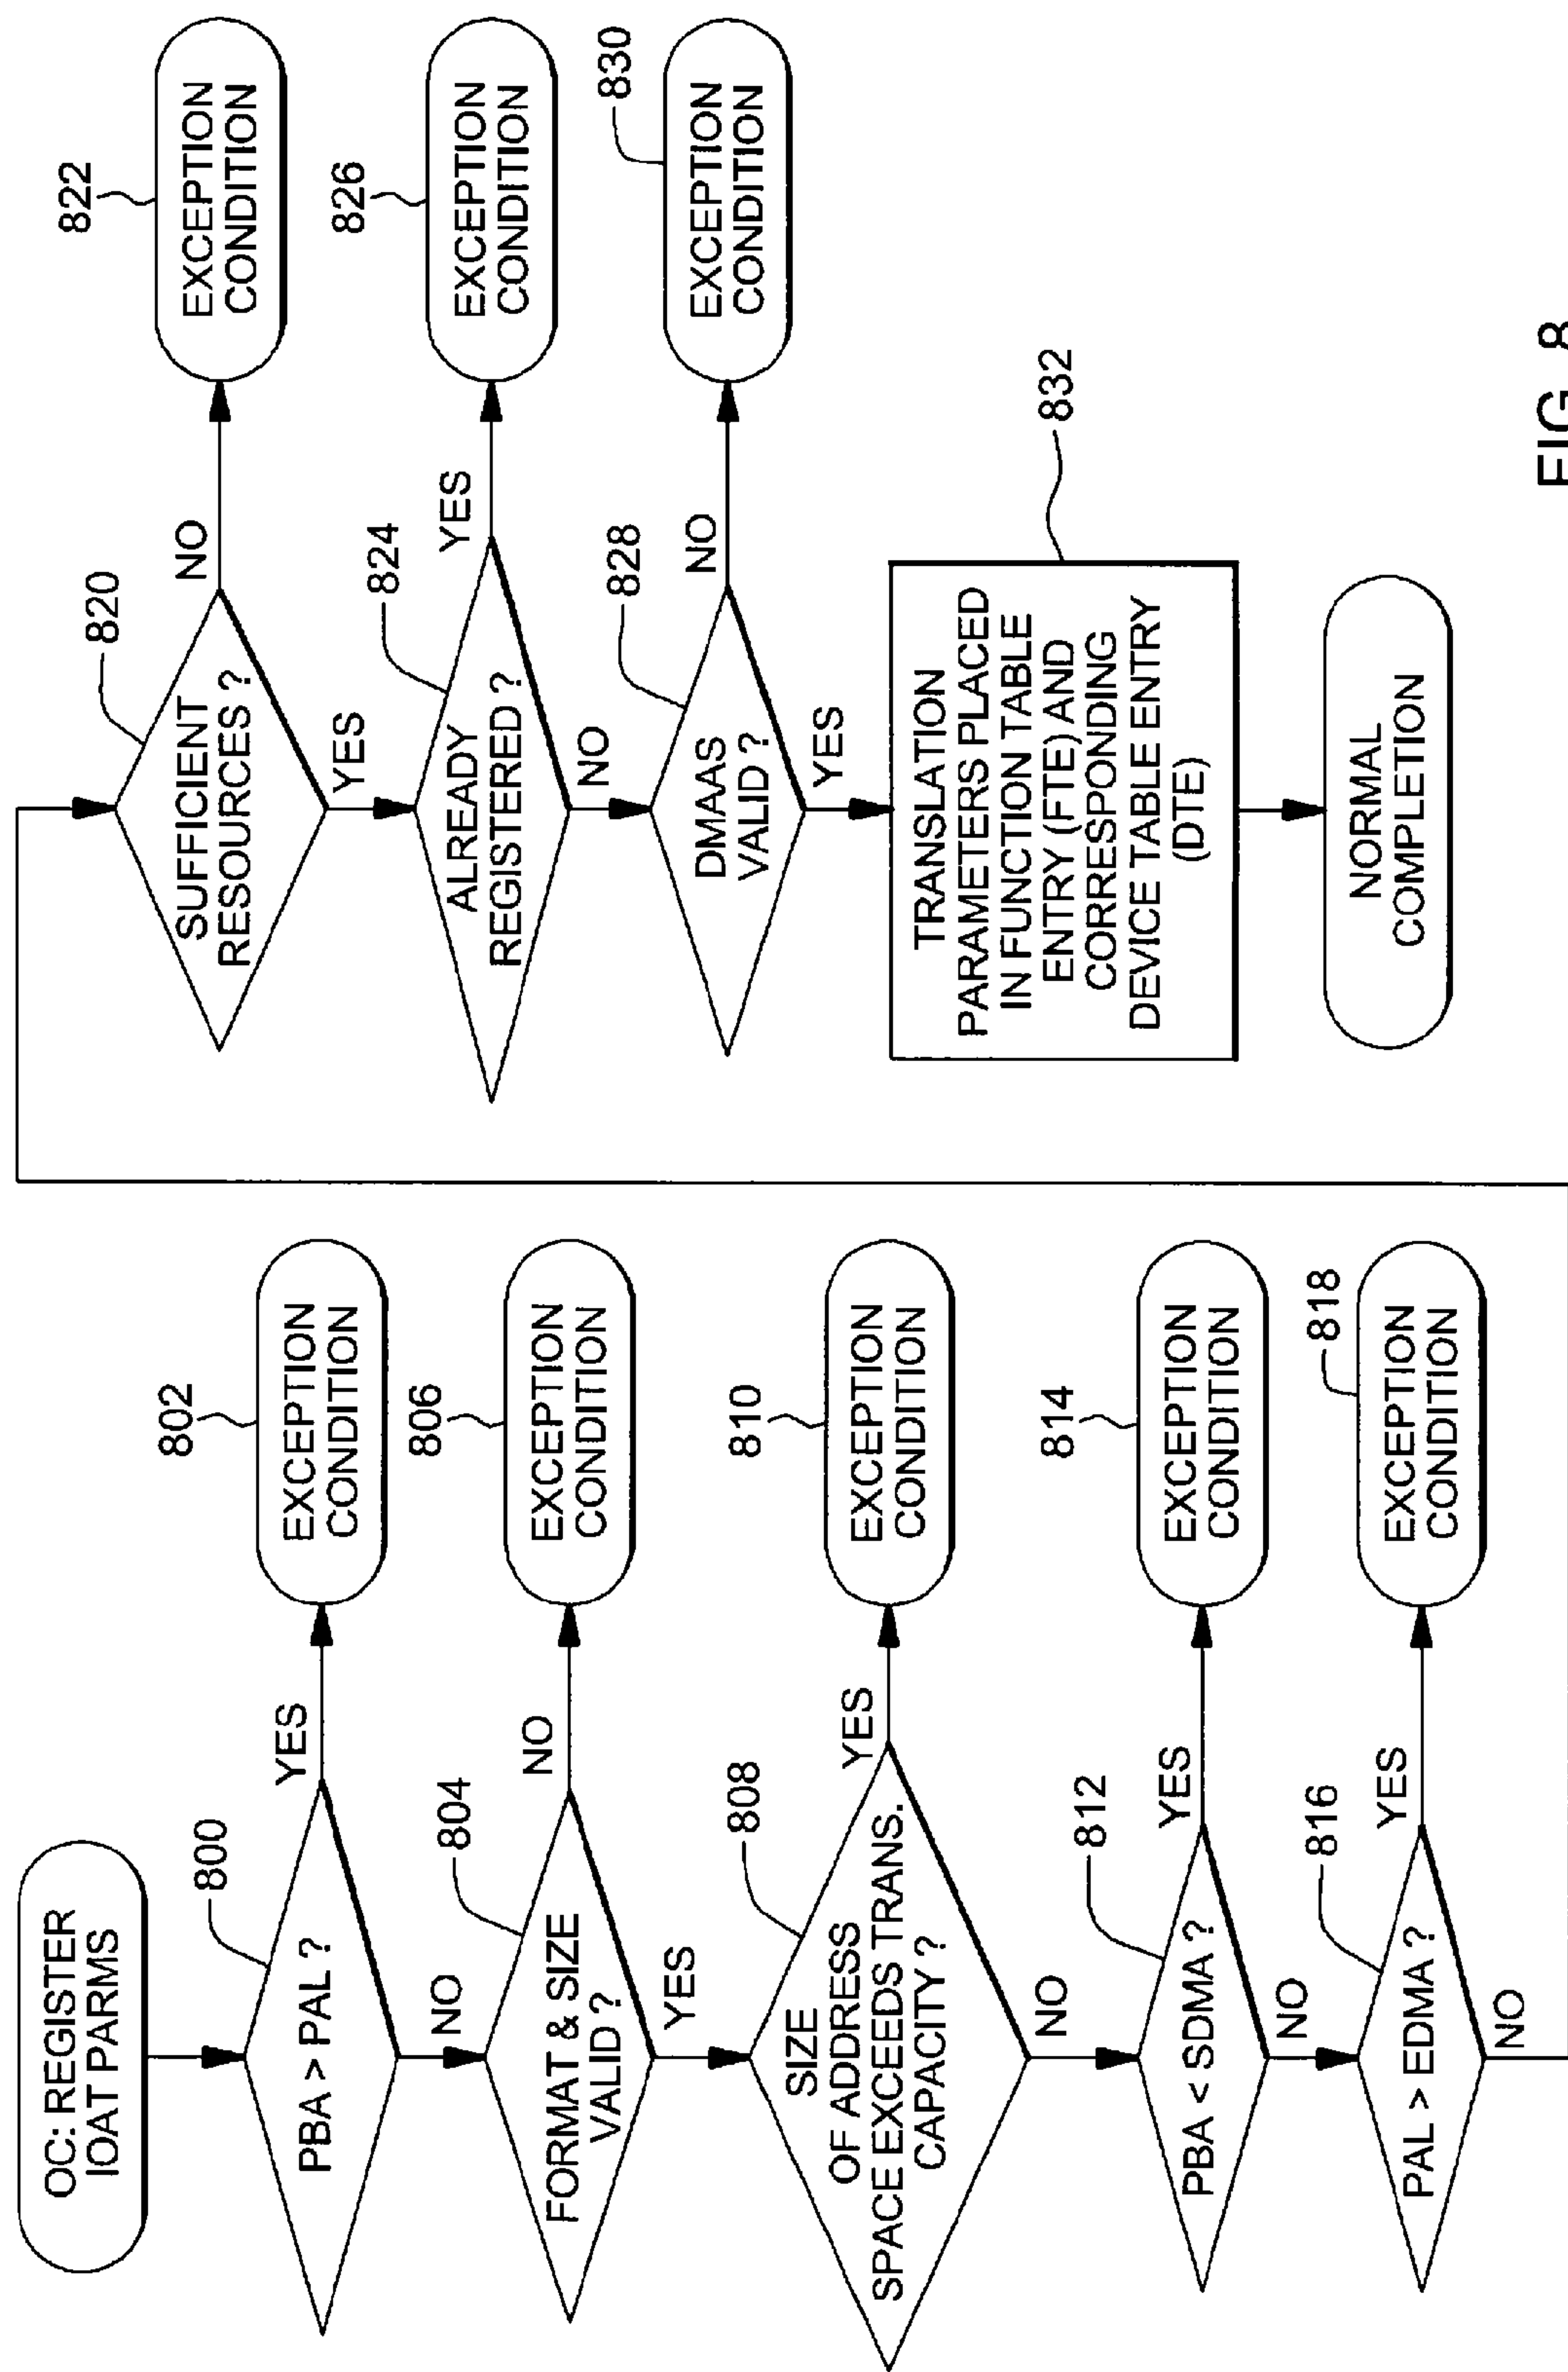 OC: REGISTER
IOAT PARMS
800
PBA > PAL ?
YES
802
EXCEPTION
CONDITION
NO
804
FORMAT & SIZE
VALID ?
NO
806
EXCEPTION
CONDITION
YES
808
SIZE
OF ADDRESS
SPACE EXCEEDS TRANS.
CAPACITY ?
YES
810
EXCEPTION
CONDITION
NO
812
PBA < SDMA ?
YES
814
EXCEPTION
CONDITION
NO
816
PAL > EDMA ?
YES
818
EXCEPTION
CONDITION
NO
820
SUFFICIENT
RESOURCES ?
NO
822
EXCEPTION
CONDITION
YES
824
ALREADY
REGISTERED ?
YES
826
EXCEPTION
CONDITION
NO
828
DMAAS
VALID ?
NO
830
EXCEPTION
CONDITION
YES
832
TRANSLATION
PARAMETERS PLACED
IN FUNCTION TABLE
ENTRY (FTE) AND
CORRESPONDING
DEVICE TABLE ENTRY
(DTE)
NORMAL
COMPLETION
FIG. 8